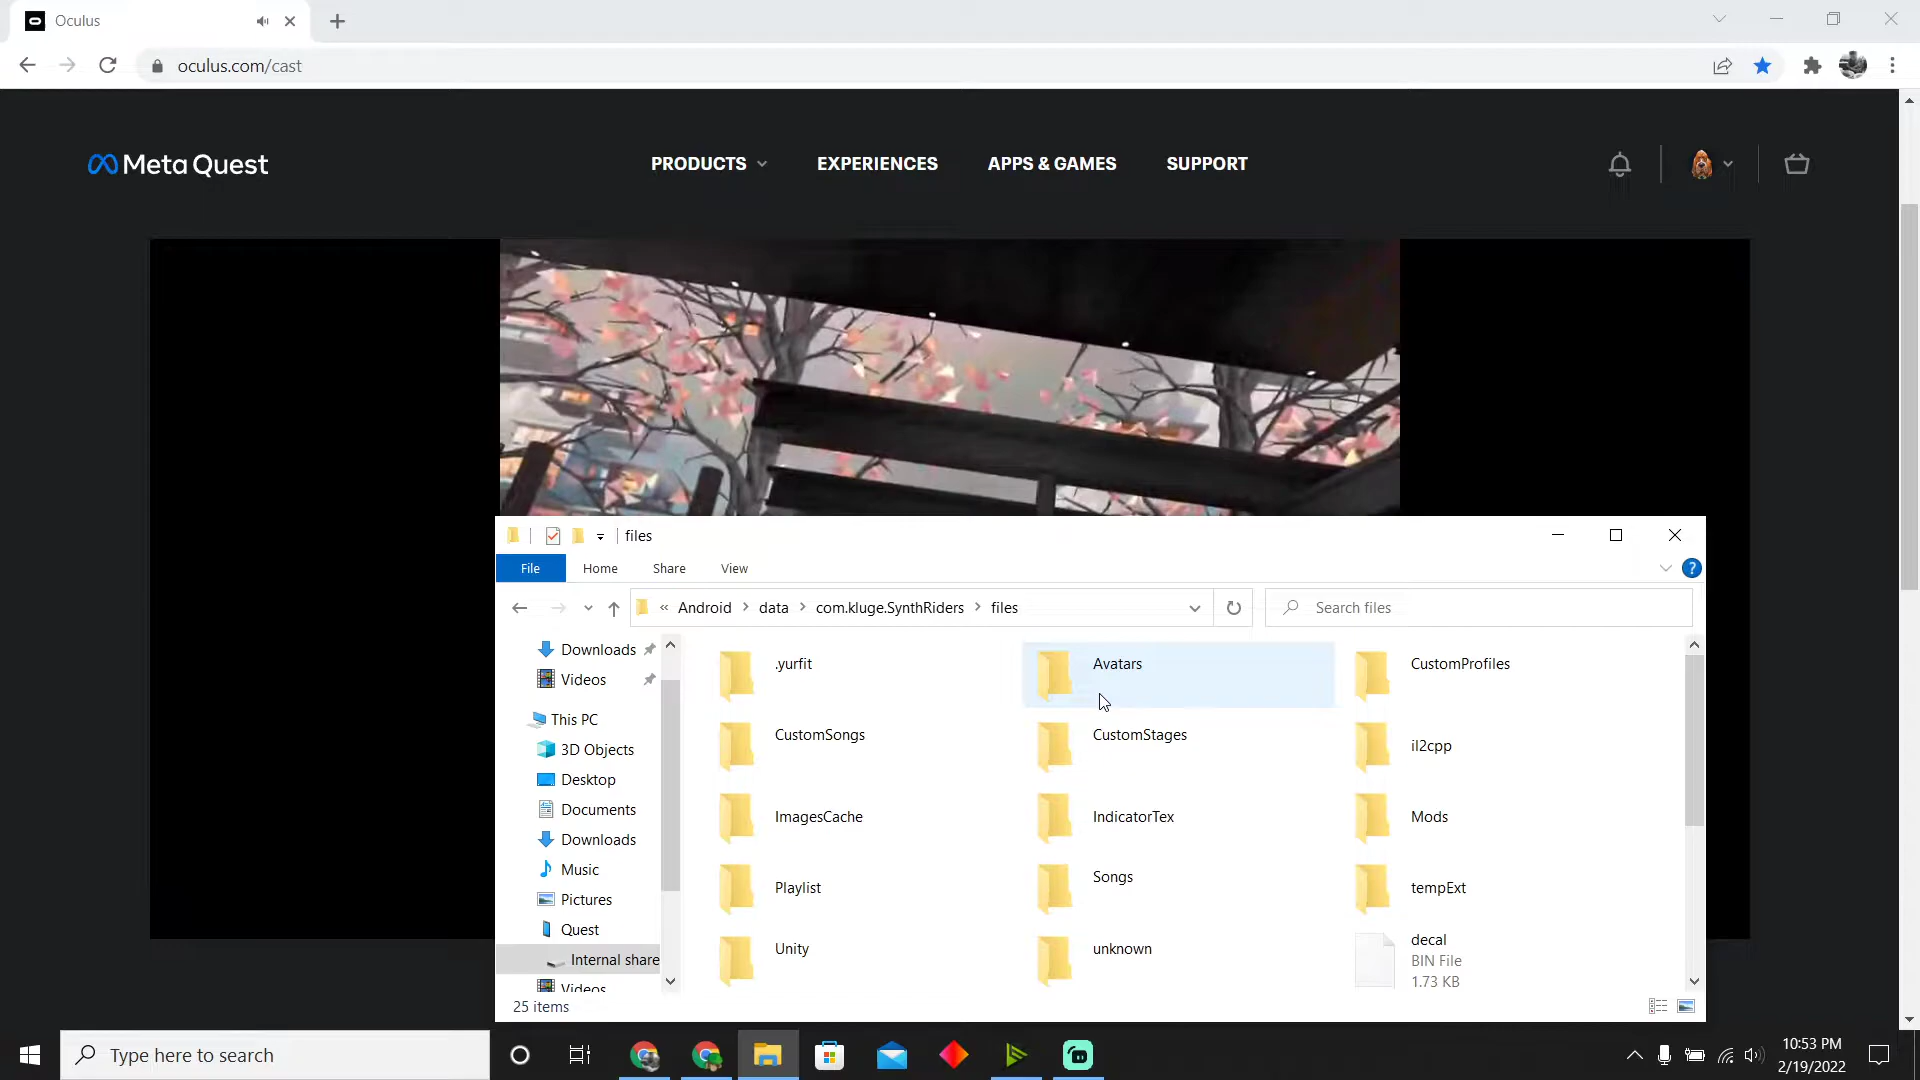 Oculus
oculus.com/cast
Meta Quest
PRODUCTS
EXPERIENCES
APPS & GAMES
SUPPORT
files
File
Home
Share
View
« Android > data > com.kluge.SynthRiders > files
Search files
Downloads
Videos
This PC
3D Objects
Desktop
Documents
Downloads
Music
Pictures
Quest
Internal share
Videos
.yurfit
Avatars
CustomProfiles
CustomSongs
CustomStages
il2cpp
ImagesCache
IndicatorTex
Mods
Playlist
Songs
tempExt
Unity
unknown
decal
BIN File
1.73 KB
25 items
Type here to search
10:53 PM
2/19/2022